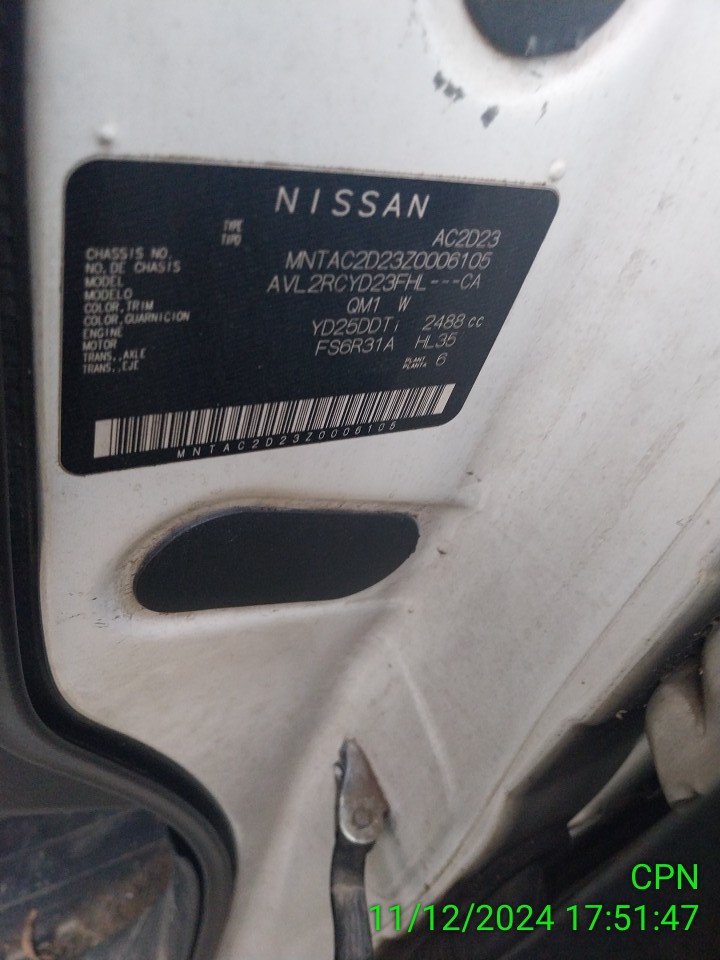 NISSAN
TYPE
TIPO AC2D23
CHASSIS NO.
NO. DE CHASIS MNTAC2D23Z0006105
MODEL
MODELO AVL2RCYD23FHL---CA
COLOR, TRIM
COLOR, GUARNICION QM1 W
ENGINE
MOTOR YD25DDTi 2488 cc
TRANS., AXLE
TRANS., EJE FS6R31A HL35
PLANT
PLANTA 6
MNTAC2D23Z0006105
CPN
11/12/2024 17:51:47